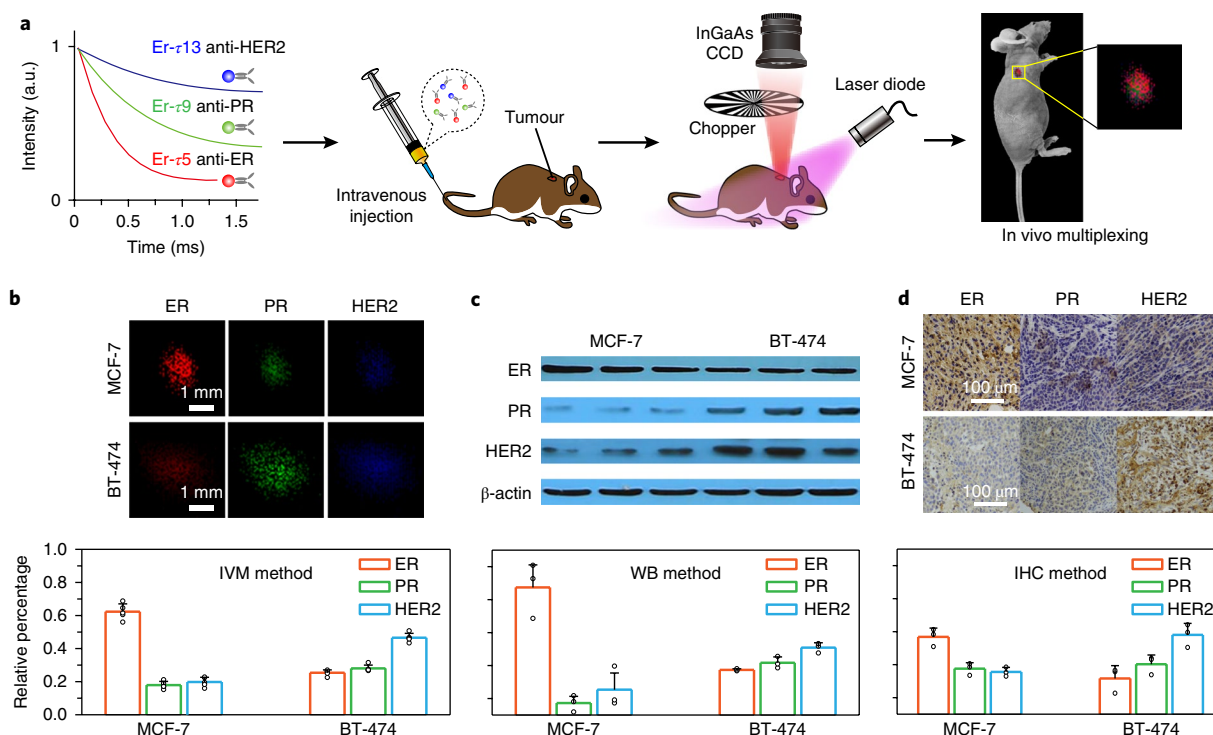 a
1
0
Intensity (a.u.)
0
0.5
1.0
1.5
Time (ms)
Er-τ13 anti-HER2
Er-τ9 anti-PR
Er-τ5 anti-ER
Intravenous
injection
Tumour
InGaAs
CCD
Chopper
Laser diode
In vivo multiplexing
b
ER
PR
HER2
MCF-7
1 mm
BT-474
1 mm
Relative percentage
1.0
0.8
0.6
0.4
0.2
0.0
IVM method
ER
PR
HER2
MCF-7
BT-474
c
MCF-7
BT-474
ER
PR
HER2
β-actin
WB method
ER
PR
HER2
MCF-7
BT-474
d
ER
PR
HER2
MCF-7
100 μm
BT-474
100 μm
IHC method
ER
PR
HER2
MCF-7
BT-474